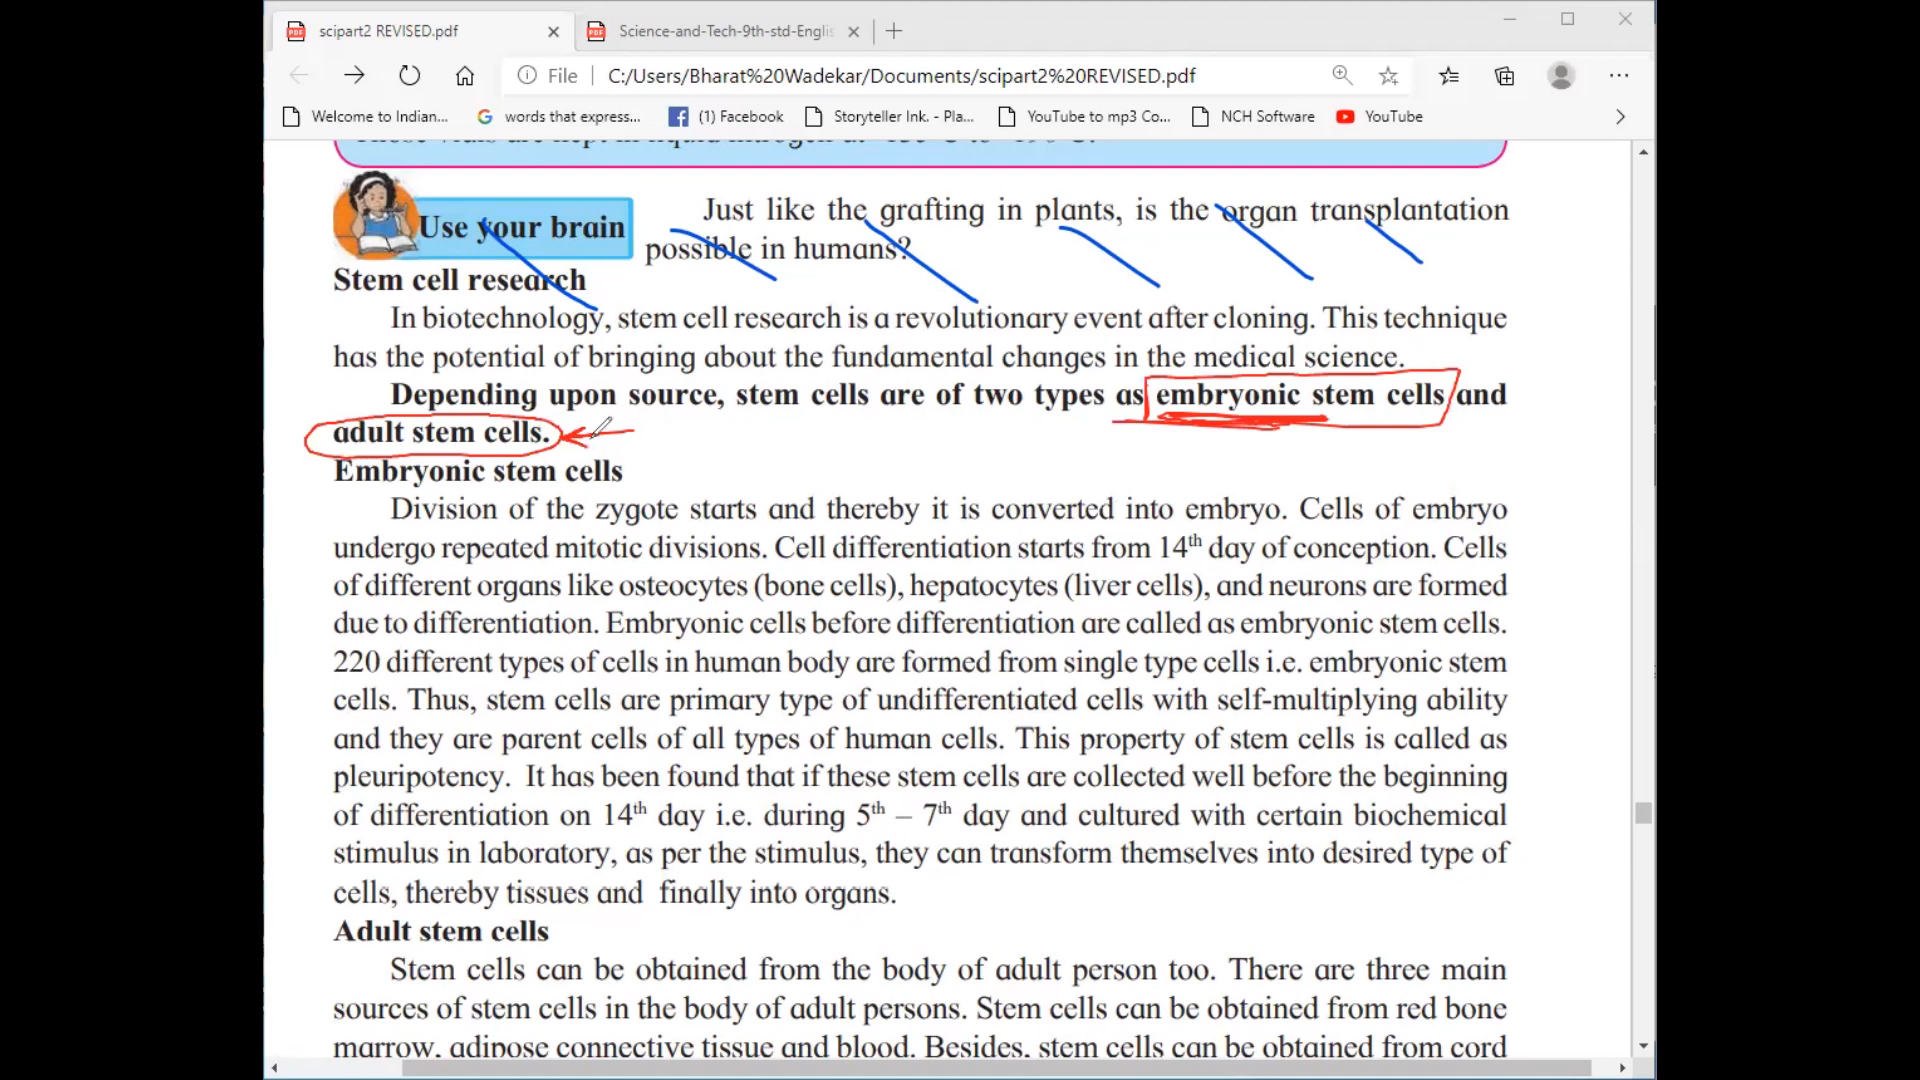 scipart2 REVISED.pdf
Science-and-Tech-9th-std-Englis
File
C:/Users/Bharat%20Wadekar/Documents/scipart2%20REVISED.pdf
Welcome to Indian...
words that express...
(1) Facebook
Storyteller Ink. - Pla...
YouTube to mp3 Co...
NCH Software
YouTube
Use your brain
Just like the grafting in plants, is the organ transplantation
possible in humans?
Stem cell research
In biotechnology, stem cell research is a revolutionary event after cloning. This technique
has the potential of bringing about the fundamental changes in the medical science.
Depending upon source, stem cells are of two types as embryonic stem cells and
adult stem cells.
Embryonic stem cells
Division of the zygote starts and thereby it is converted into embryo. Cells of embryo
undergo repeated mitotic divisions. Cell differentiation starts from 14th day of conception. Cells
of different organs like osteocytes (bone cells), hepatocytes (liver cells), and neurons are formed
due to differentiation. Embryonic cells before differentiation are called as embryonic stem cells.
220 different types of cells in human body are formed from single type cells i.e. embryonic stem
cells. Thus, stem cells are primary type of undifferentiated cells with self-multiplying ability
and they are parent cells of all types of human cells. This property of stem cells is called as
pleuripotency. It has been found that if these stem cells are collected well before the beginning
of differentiation on 14th day i.e. during 5th – 7th day and cultured with certain biochemical
stimulus in laboratory, as per the stimulus, they can transform themselves into desired type of
cells, thereby tissues and finally into organs.
Adult stem cells
Stem cells can be obtained from the body of adult person too. There are three main
sources of stem cells in the body of adult persons. Stem cells can be obtained from red bone
marrow, adipose connective tissue and blood. Besides, stem cells can be obtained from cord